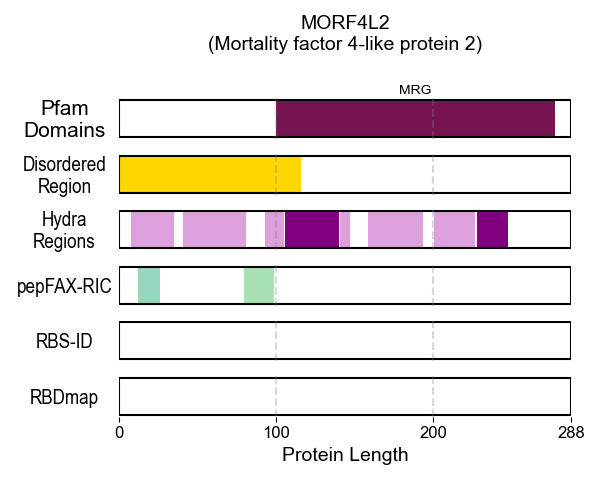 MORF4L2
(Mortality factor 4-like protein 2)
MRG
Pfam
Domains
Disordered
Region
Hydra
Regions
pepFAX-RIC
RBS-ID
RBDmap
0 100 200 288
Protein Length